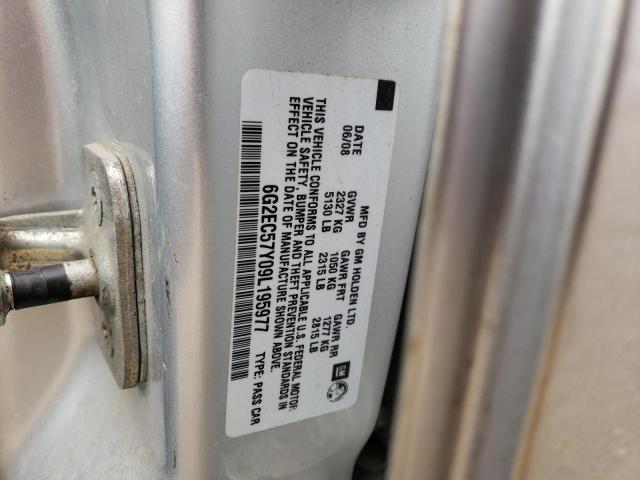 MFD BY GM HOLDEN LTD.
DATE GVWR GAWR FRT GAWR RR
06/08 2327 KG 1050 KG 1277 KG
5130 LB 2315 LB 2815 LB
THIS VEHICLE CONFORMS TO ALL APPLICABLE U.S. FEDERAL MOTOR
VEHICLE SAFETY, BUMPER AND THEFT PREVENTION STANDARDS IN
EFFECT ON THE DATE OF MANUFACTURE SHOWN ABOVE.
6G2EC57Y09L195977 TYPE: PASS CAR
GM